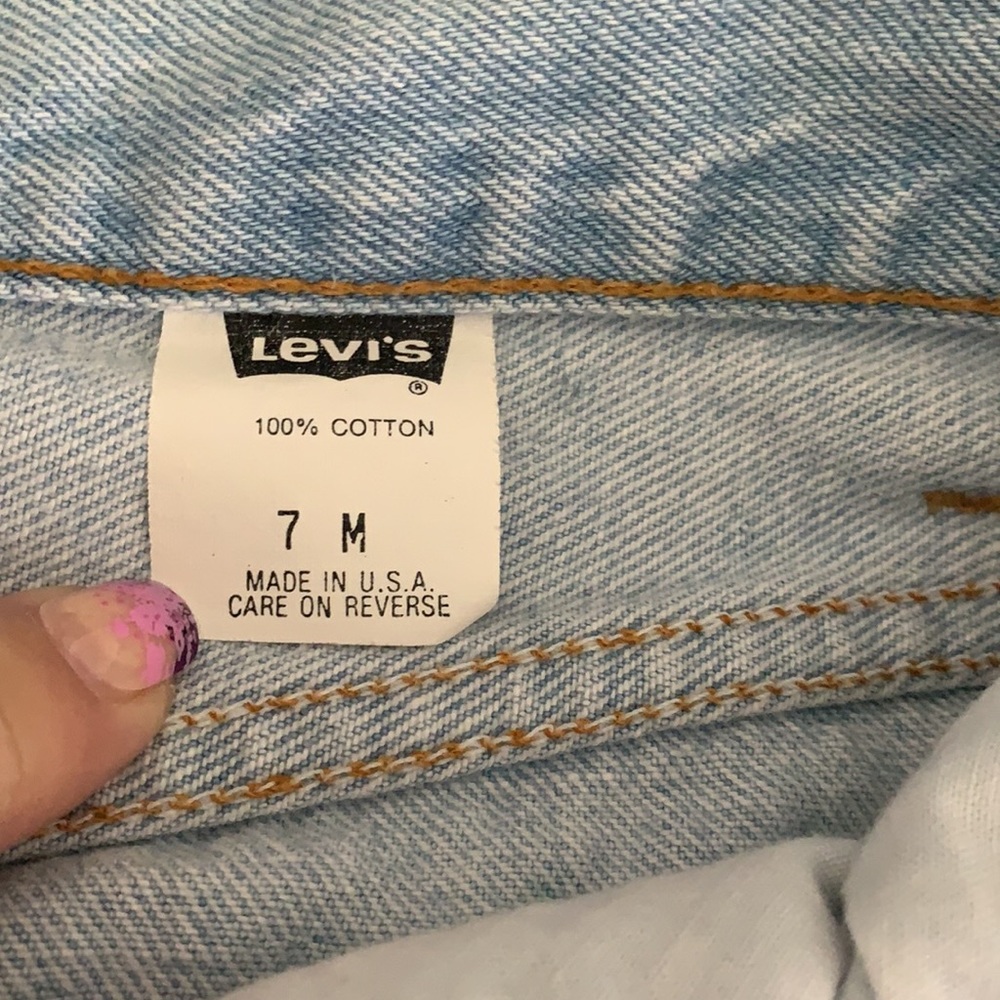 Levi's
®
100% COTTON
7 M
MADE IN U.S.A.
CARE ON REVERSE